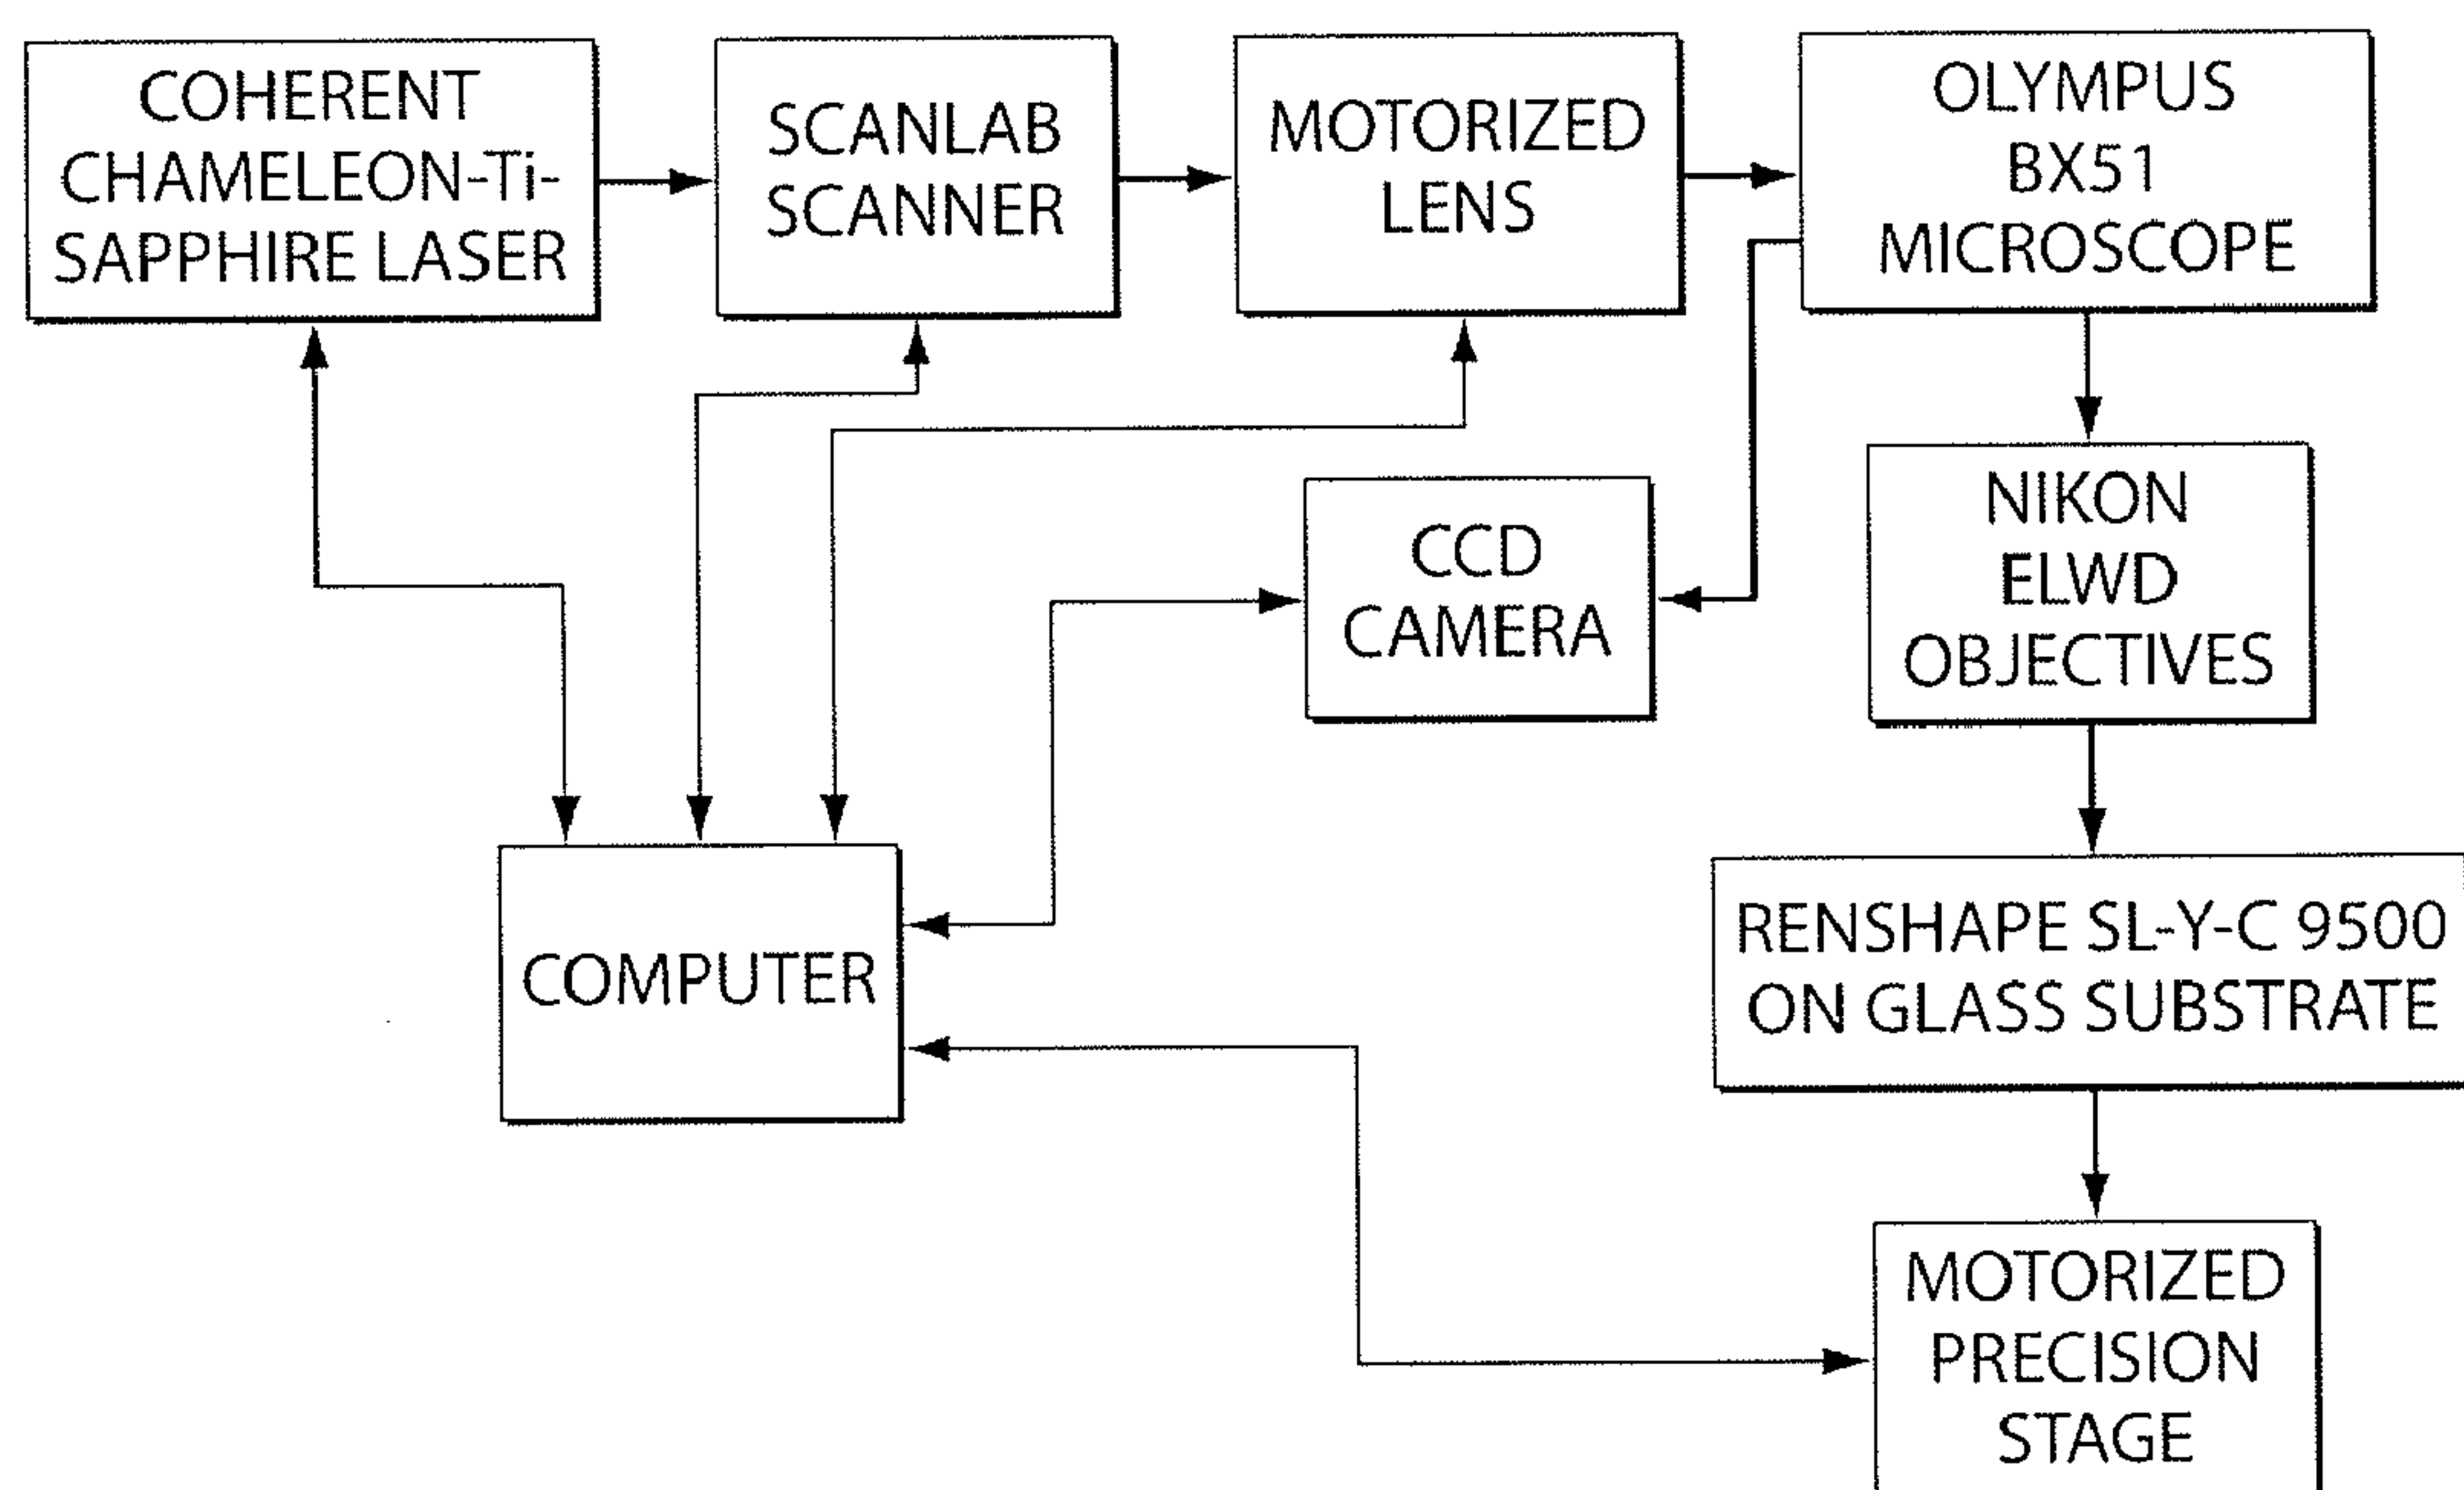 COHERENT
CHAMELEON-Ti-
SAPPHIRE LASER
SCANLAB
SCANNER
MOTORIZED
LENS
OLYMPUS
BX51
MICROSCOPE
CCD
CAMERA
NIKON
ELWD
OBJECTIVES
COMPUTER
RENSHAPE SL-Y-C 9500
ON GLASS SUBSTRATE
MOTORIZED
PRECISION
STAGE